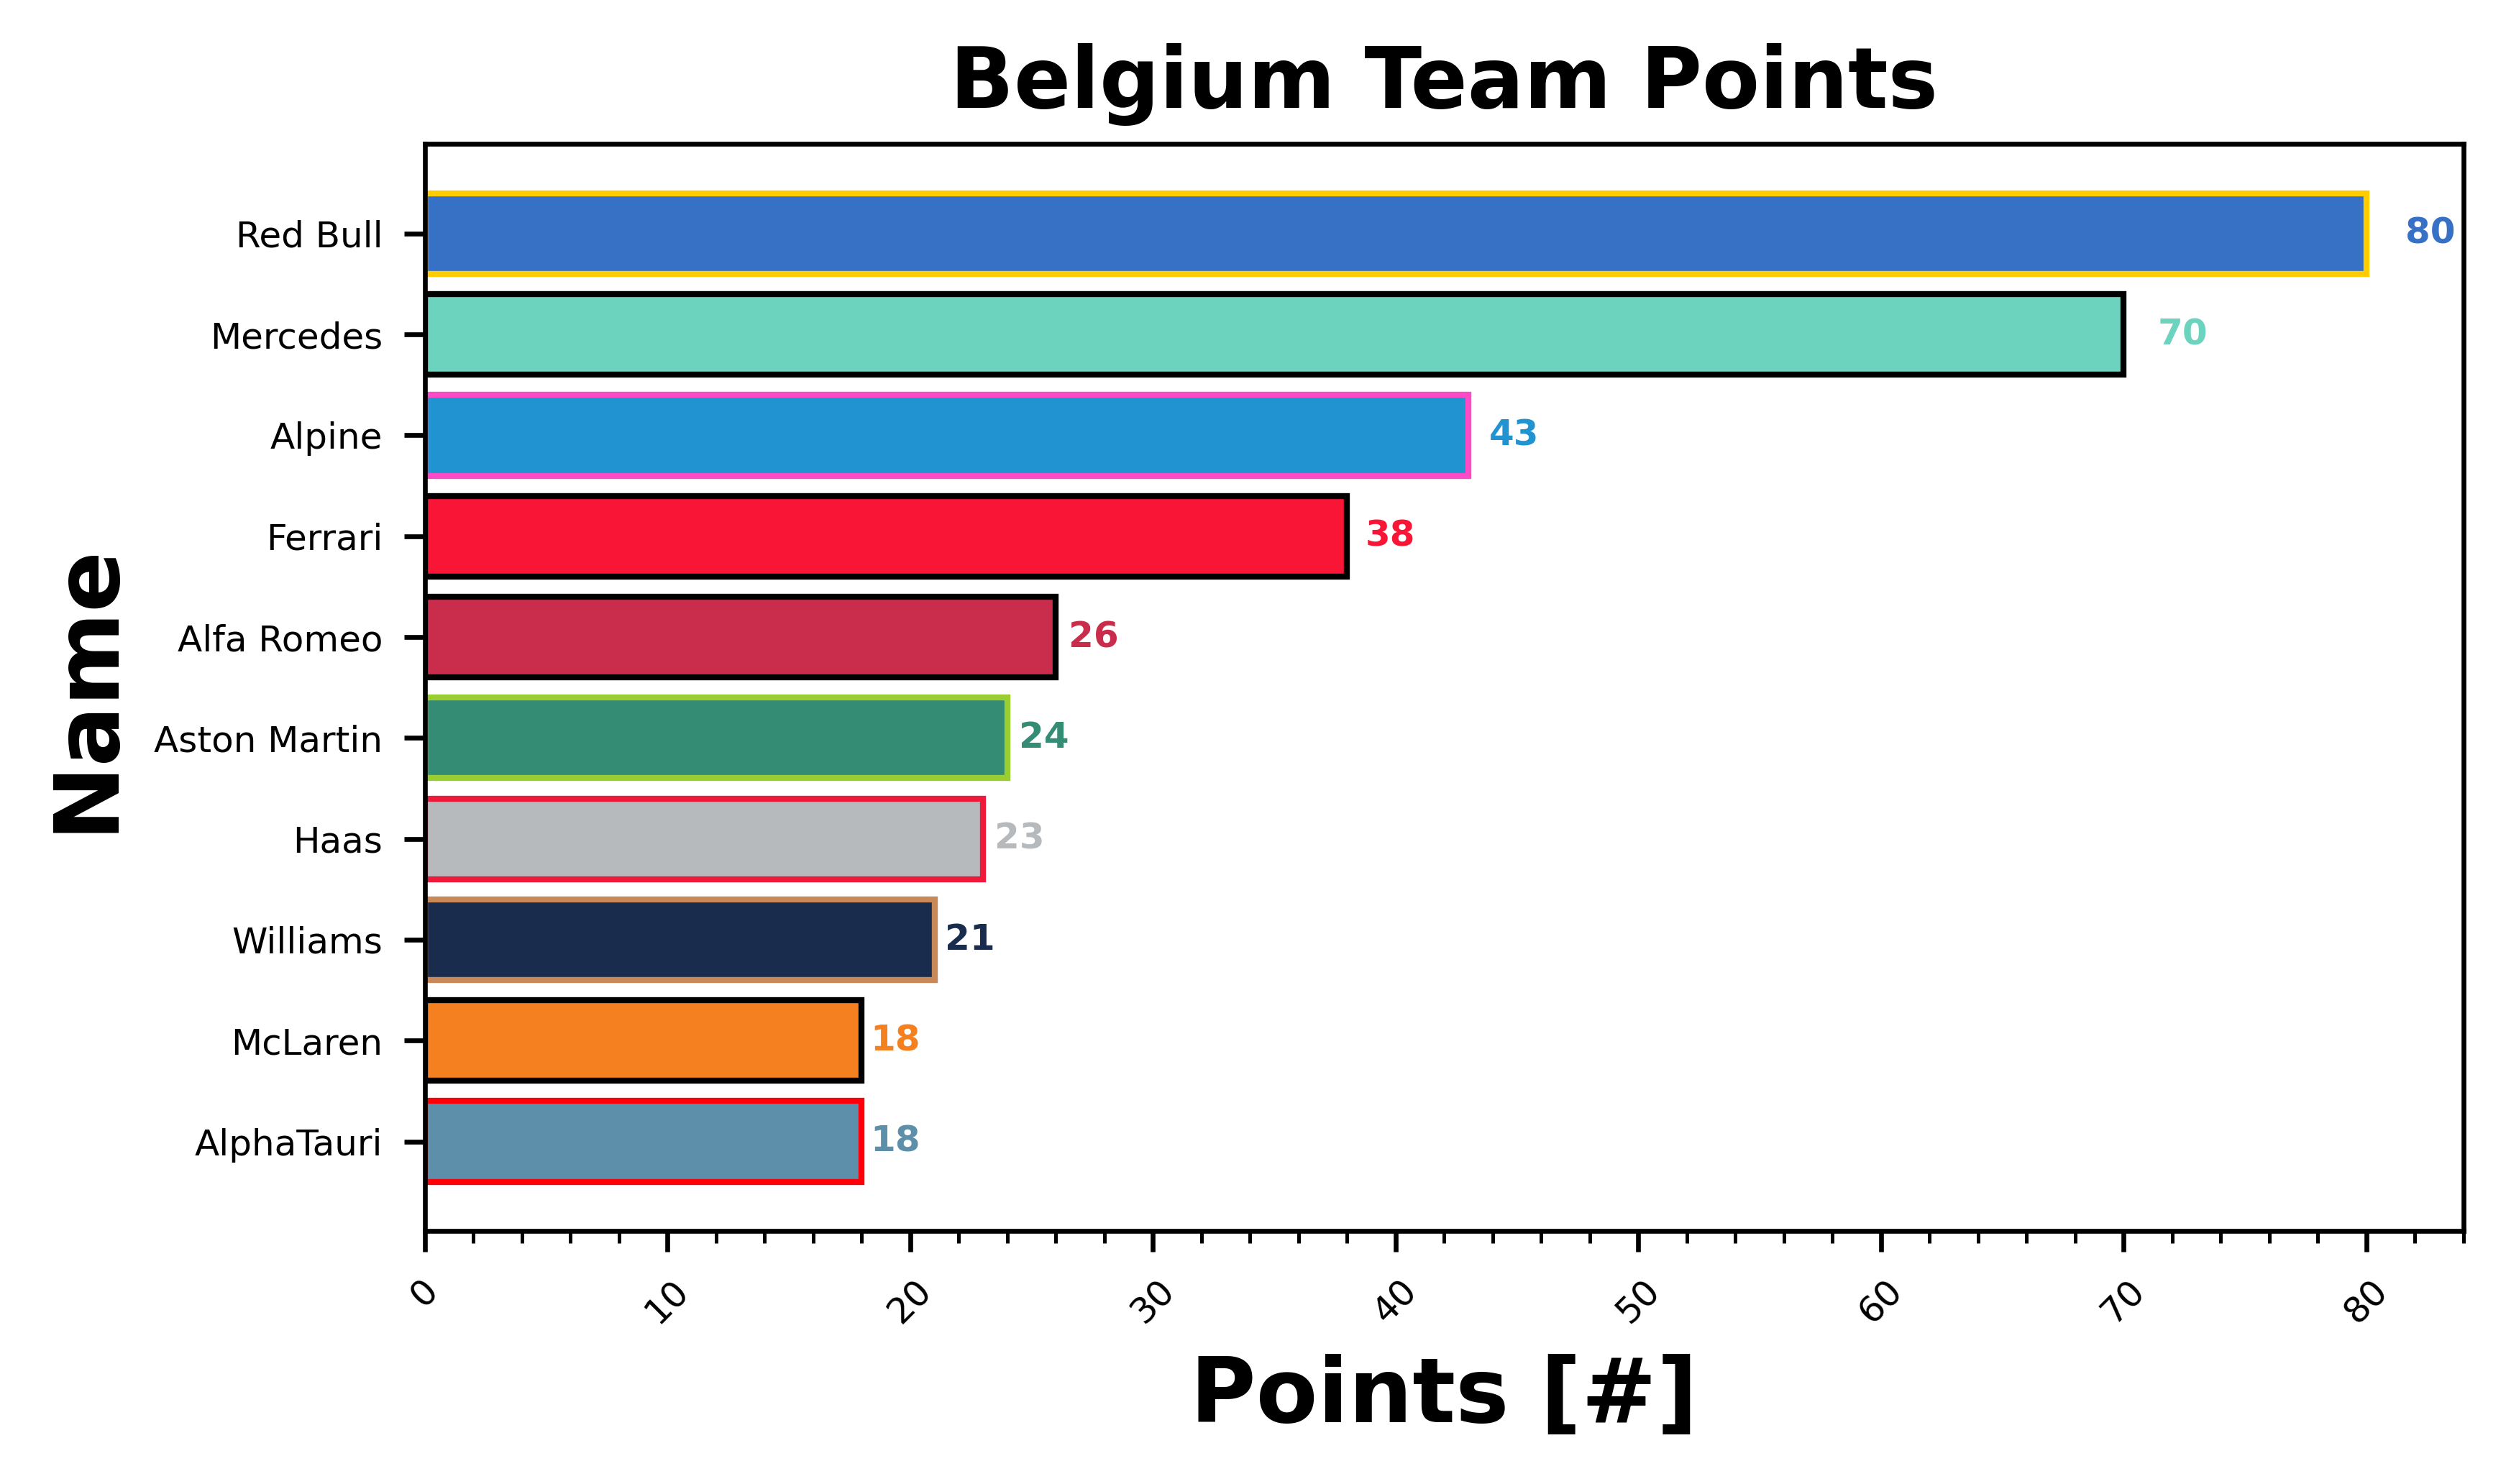 Belgium Team Points
Name
Red Bull 80
Mercedes 70
Alpine 43
Ferrari 38
Alfa Romeo 26
Aston Martin 24
Haas 23
Williams 21
McLaren 18
AlphaTauri 18
0 10 20 30 40 50 60 70 80
Points [#]